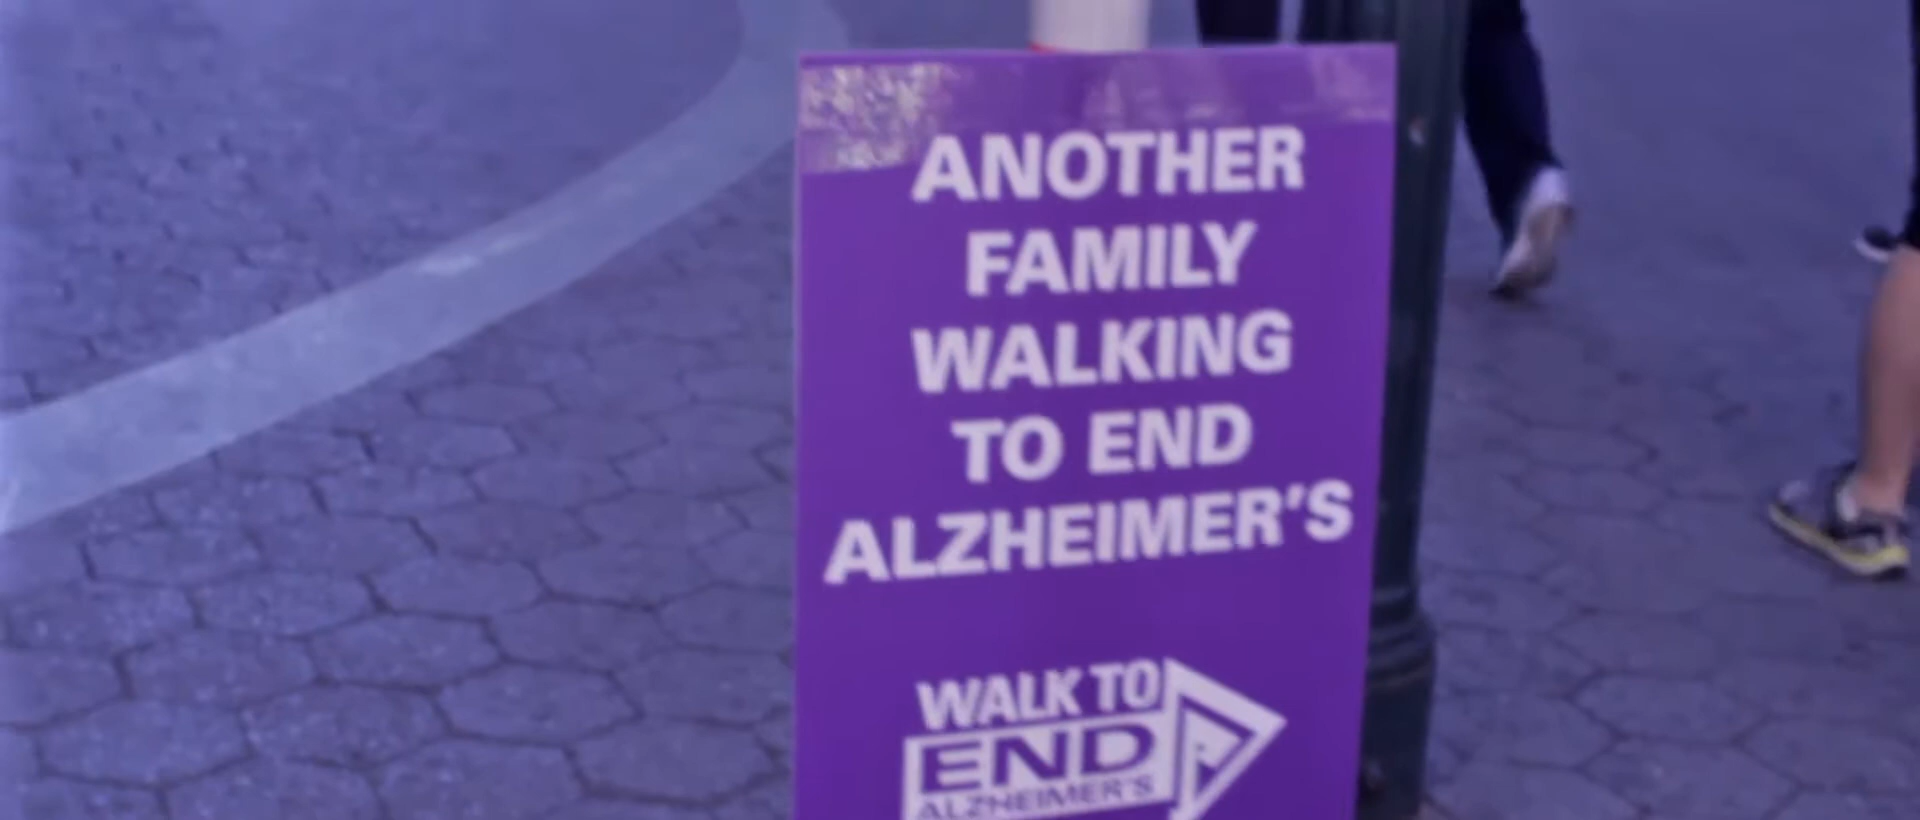 ANOTHER
FAMILY
WALKING
TO END
ALZHEIMER'S
WALK TO
END
ALZHEIMER'S